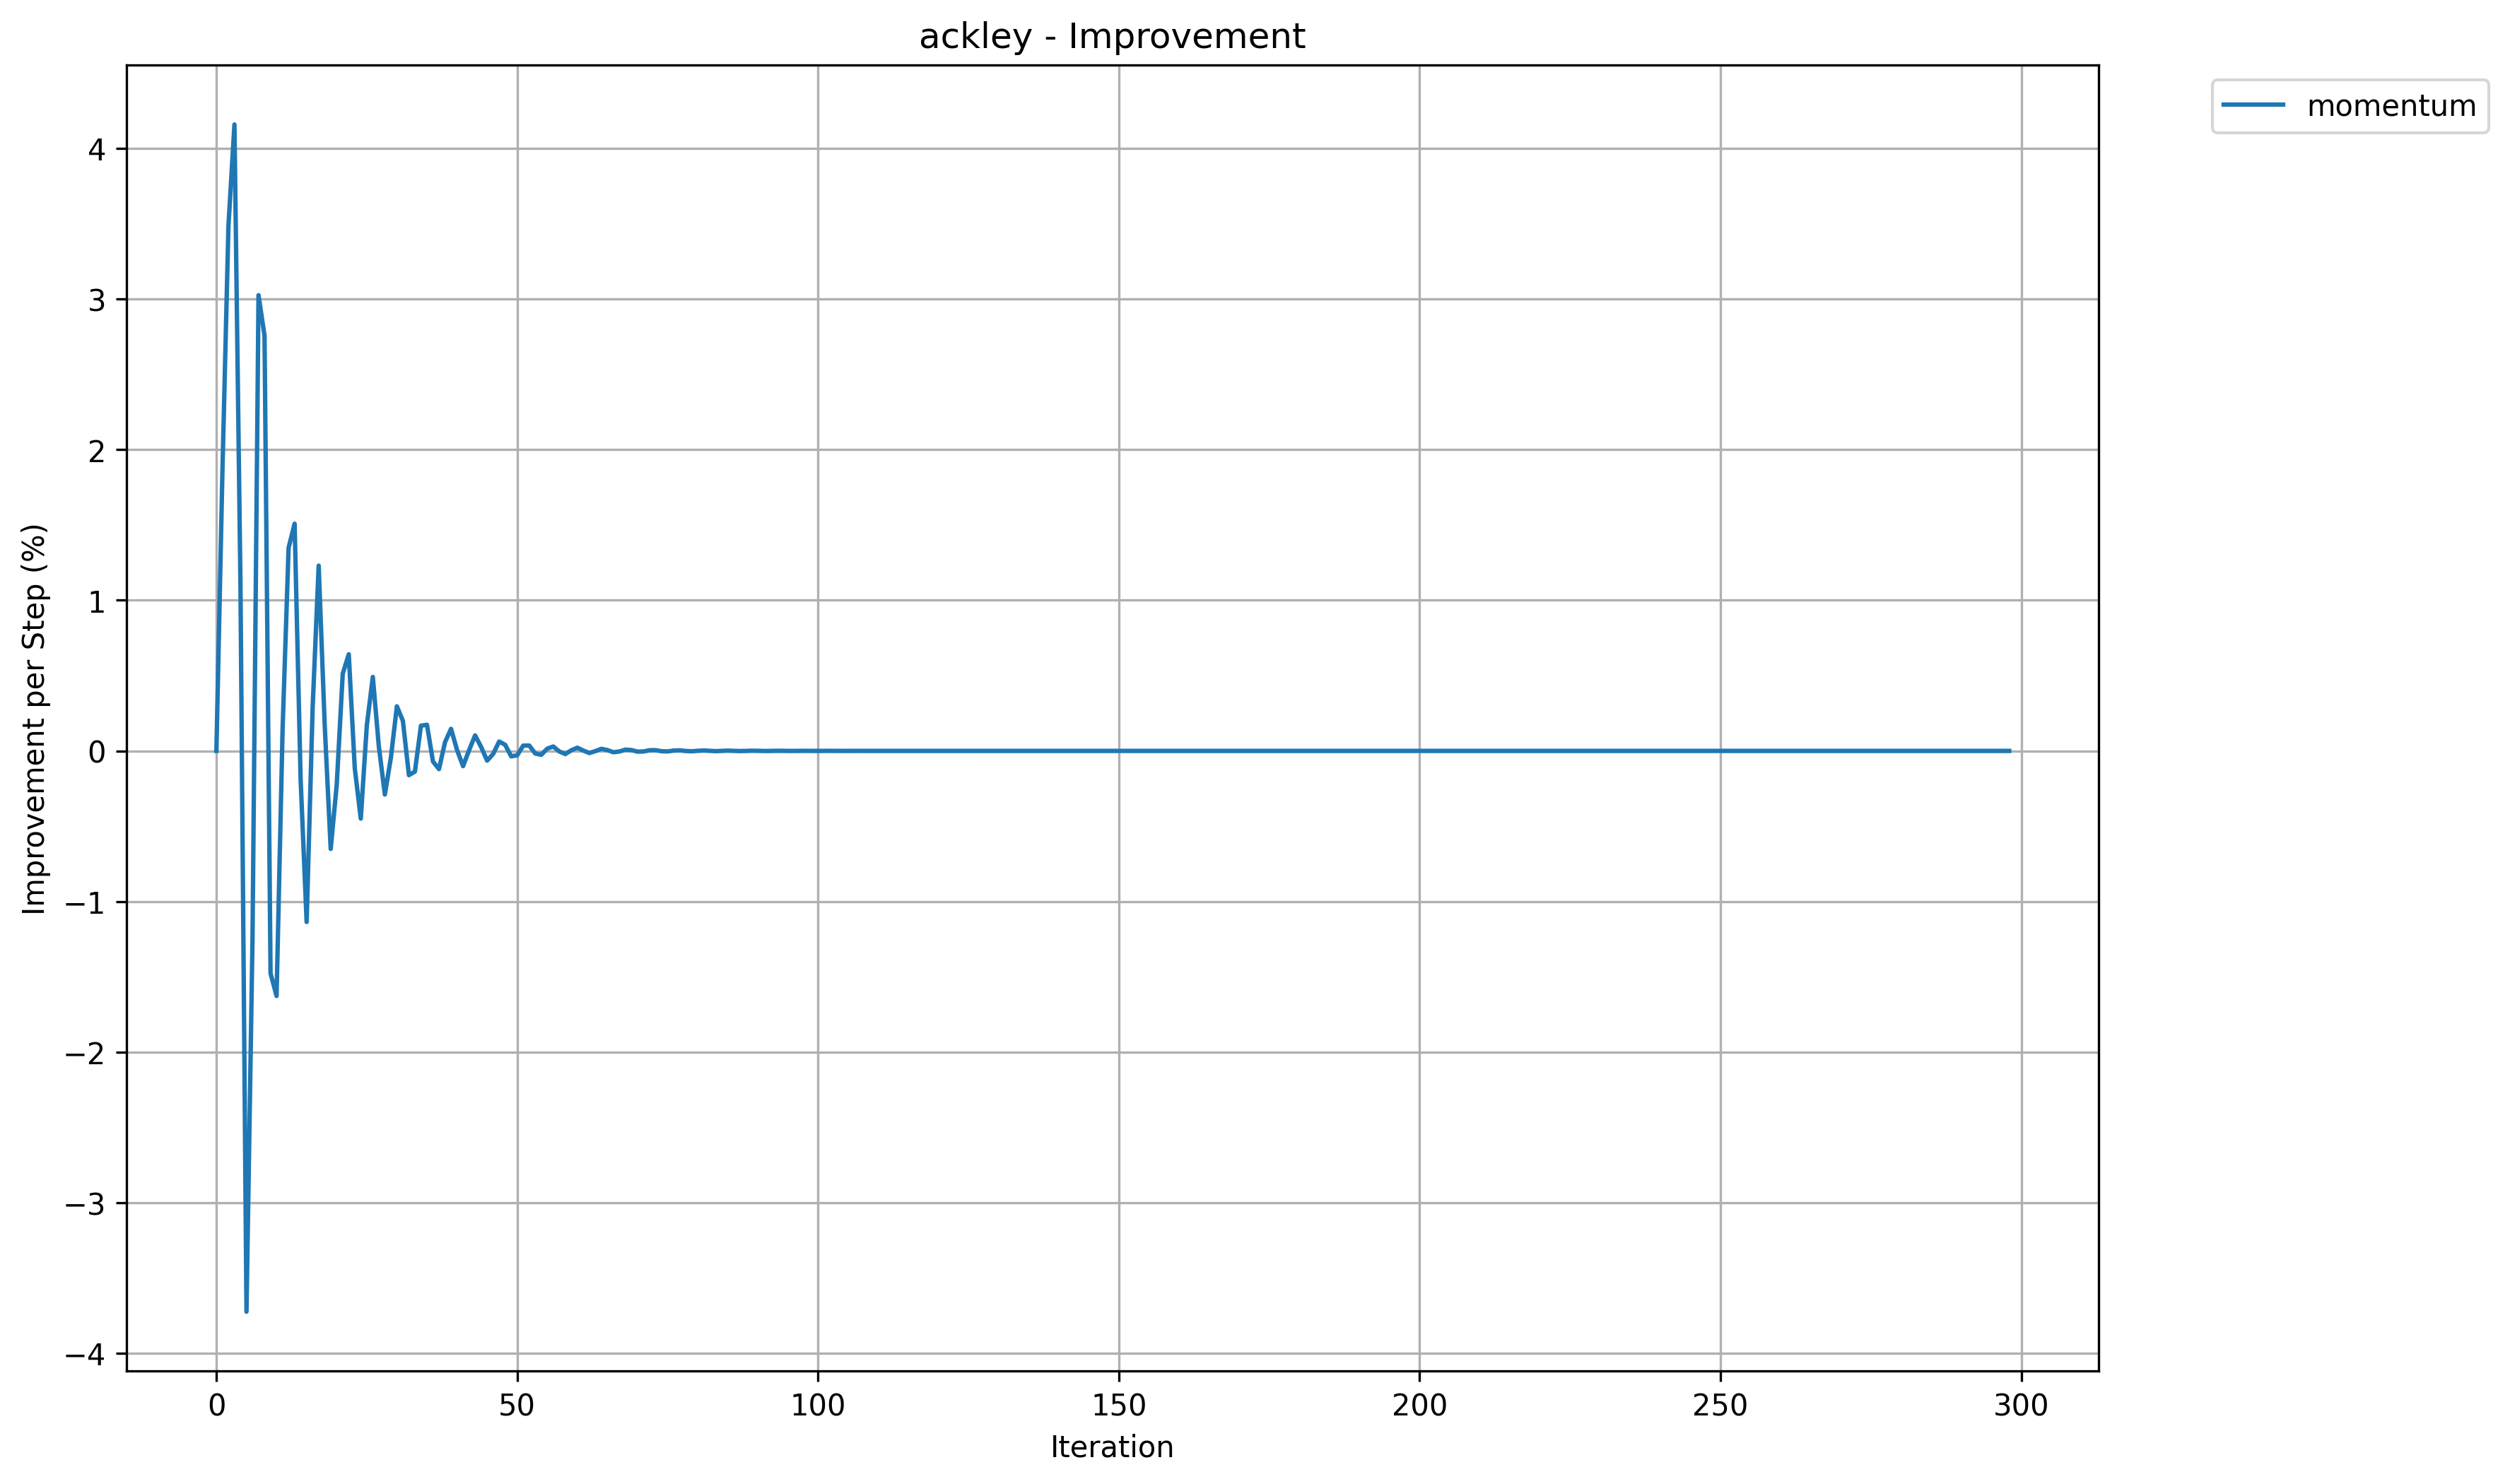 ackley - Improvement
momentum
Improvement per Step (%)
4
3
2
1
0
−1
−2
−3
−4
0 50 100 150 200 250 300
Iteration